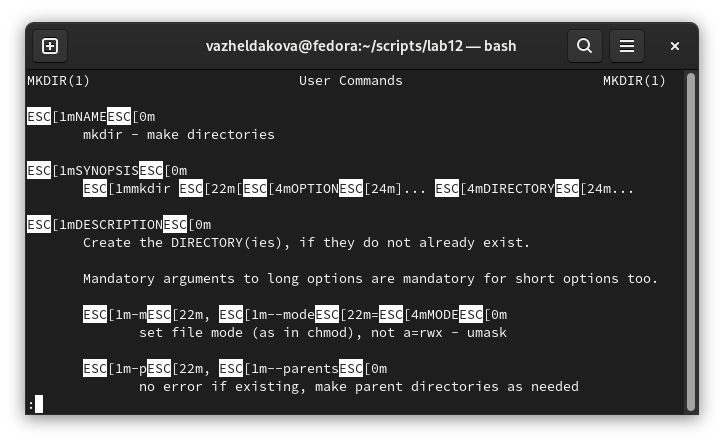 vazheldakova@fedora:~/scripts/lab12 — bash
MKDIR(1) User Commands MKDIR(1)
ESC[1mNAMEESC[0m
mkdir - make directories
ESC[1mSYNOPSISESC[0m
ESC[1mmkdir ESC[22m[ESC[4mOPTIONESC[24m]... ESC[4mDIRECTORYESC[24m...
ESC[1mDESCRIPTIONESC[0m
Create the DIRECTORY(ies), if they do not already exist.
Mandatory arguments to long options are mandatory for short options too.
ESC[1m-mESC[22m, ESC[1m--modeESC[22m=ESC[4mMODEESC[0m
set file mode (as in chmod), not a=rwx - umask
ESC[1m-pESC[22m, ESC[1m--parentsESC[0m
no error if existing, make parent directories as needed
: